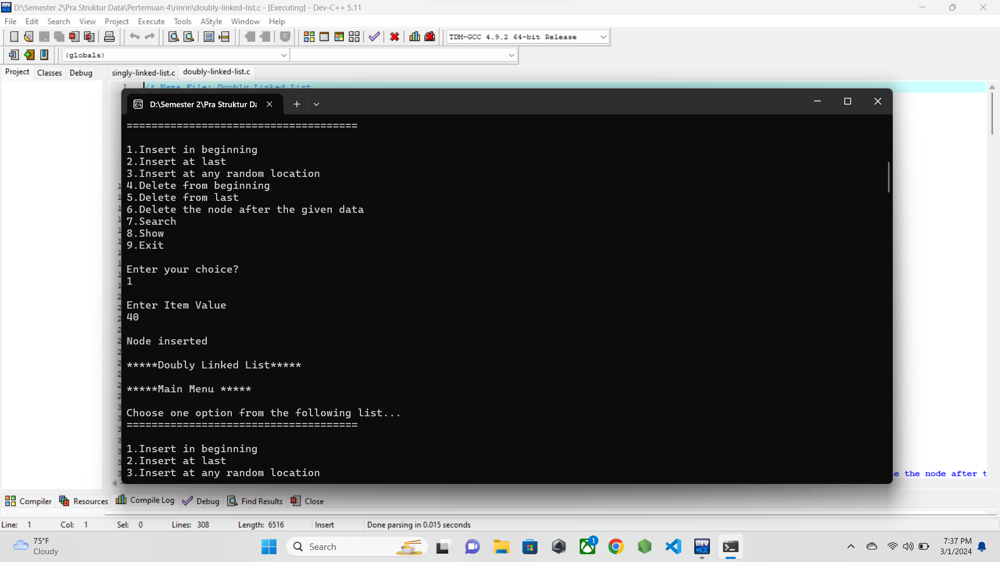 D:\Semester 2\Pra Struktur Data\Pertemuan 4\rinrin\doubly-linked-list.c - [Executing] - Dev-C++ 5.11
File Edit Search View Project Execute Tools AStyle Window Help
TDM-GCC 4.9.2 64-bit Release
(globals)
Project Classes Debug singly-linked-list.c doubly-linked-list.c
1 /* Nama File: Doubly Linked List
D:\Semester 2\Pra Struktur Da
=====================================
1.Insert in beginning
2.Insert at last
3.Insert at any random location
4.Delete from beginning
5.Delete from last
6.Delete the node after the given data
7.Search
8.Show
9.Exit
Enter your choice?
1
Enter Item Value
40
Node inserted
*****Doubly Linked List*****
*****Main Menu *****
Choose one option from the following list...
=====================================
1.Insert in beginning
2.Insert at last
3.Insert at any random location
the node after t
Compiler Resources Compile Log Debug Find Results Close
Line: 1 Col: 1 Sel: 0 Lines: 308 Length: 6516 Insert Done parsing in 0.015 seconds
75°F
Cloudy
Search
DEV C++
1
7:37 PM
3/1/2024